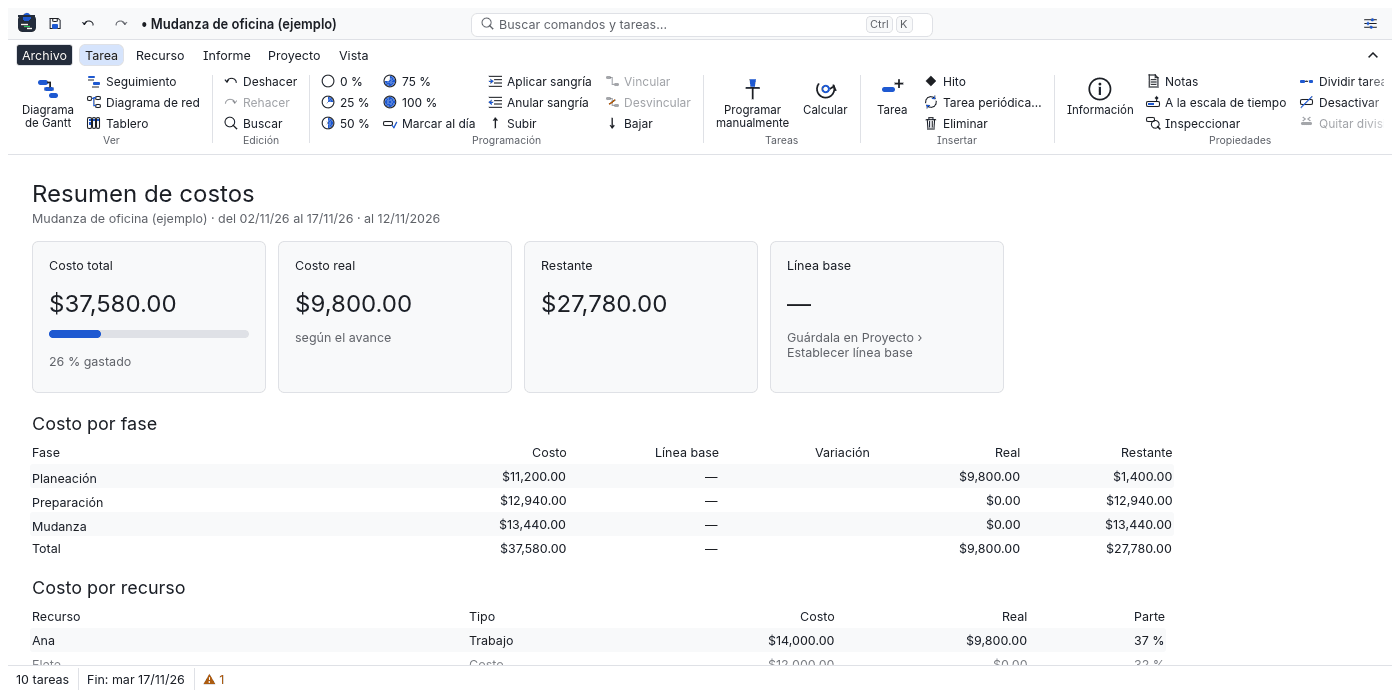 • Mudanza de oficina (ejemplo)
Buscar comandos y tareas...
Ctrl K
Archivo Tarea Recurso Informe Proyecto Vista
Diagrama de Gantt
Seguimiento
Diagrama de red
Tablero
Ver
Deshacer
Rehacer
Buscar
Edición
0 %
25 %
50 %
75 %
100 %
Marcar al día
Aplicar sangría
Anular sangría
Subir
Vincular
Desvincular
Bajar
Programación
Programar manualmente
Calcular
Tareas
Tarea
Hito
Tarea periódica...
Eliminar
Insertar
Información
Notas
A la escala de tiempo
Inspeccionar
Dividir tarea
Desactivar
Quitar divis
Propiedades
Resumen de costos
Mudanza de oficina (ejemplo) · del 02/11/26 al 17/11/26 · al 12/11/2026
Costo total
$37,580.00
26 % gastado
Costo real
$9,800.00
según el avance
Restante
$27,780.00
Línea base
—
Guárdala en Proyecto ›
Establecer línea base
Costo por fase
Fase Costo Línea base Variación Real Restante
Planeación $11,200.00 — $9,800.00 $1,400.00
Preparación $12,940.00 — $0.00 $12,940.00
Mudanza $13,440.00 — $0.00 $13,440.00
Total $37,580.00 — $9,800.00 $27,780.00
Costo por recurso
Recurso Tipo Costo Real Parte
Ana Trabajo $14,000.00 $9,800.00 37 %
Flete Costo $12,000.00 $0.00 32 %
10 tareas Fin: mar 17/11/26 1